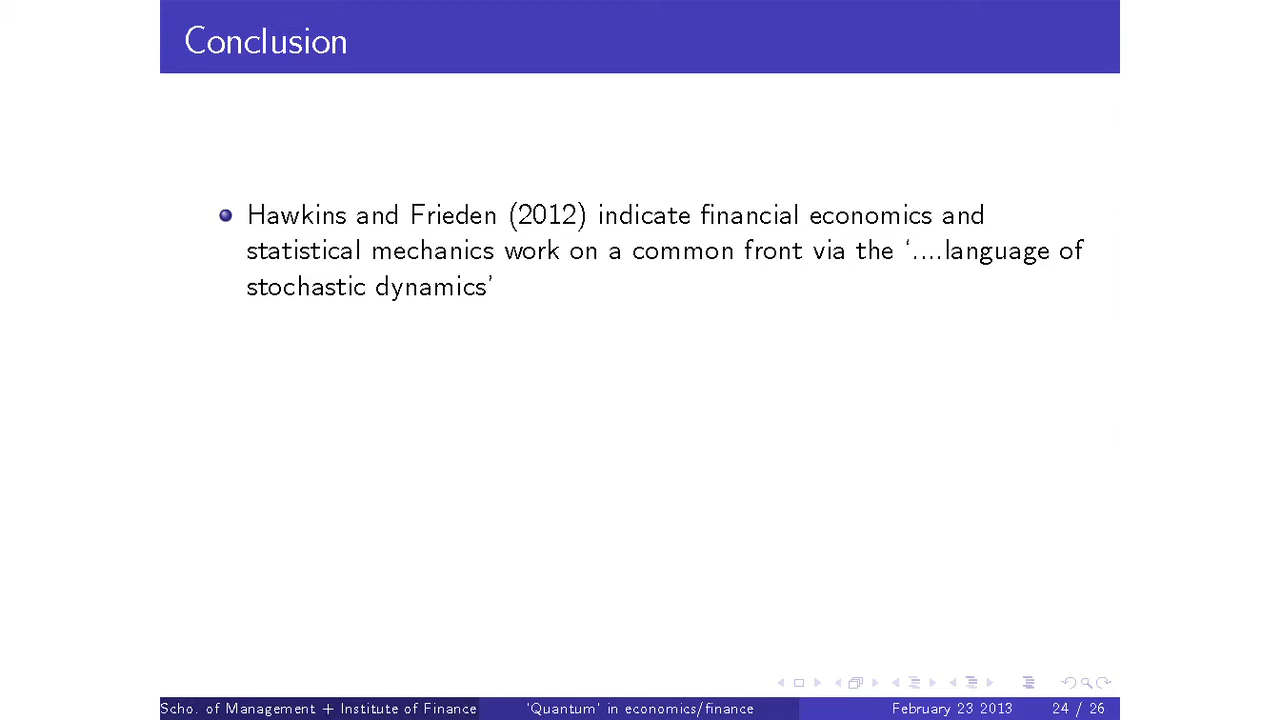 Conclusion
Hawkins and Frieden (2012) indicate financial economics and
statistical mechanics work on a common front via the ‘....language of
stochastic dynamics’
Scho. of Management + Institute of Finance
'Quantum' in economics/finance
February 23 2013
24 / 26